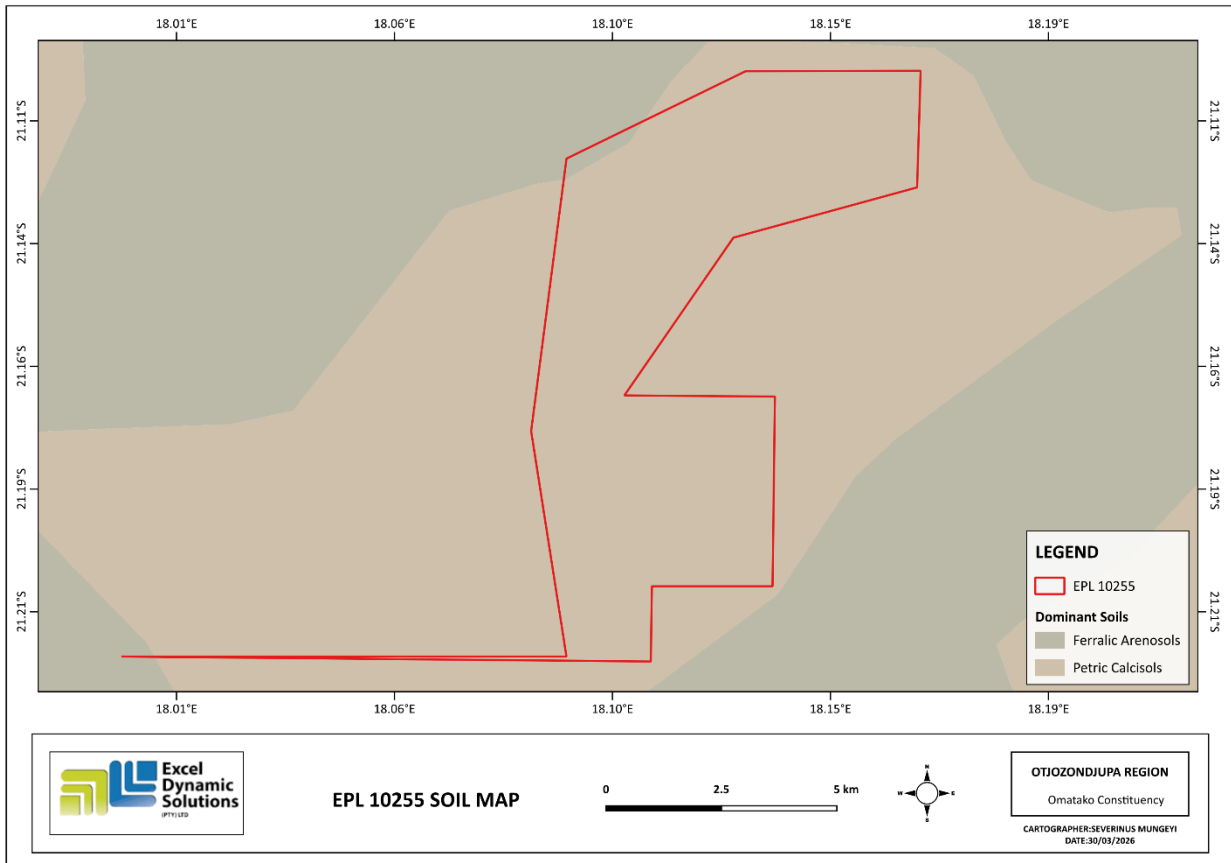 18.01°E 18.06°E 18.10°E 18.15°E 18.19°E
21.11°S 21.11°S
21.14°S 21.14°S
21.16°S 21.16°S
21.19°S 21.19°S
21.21°S 21.21°S
LEGEND
EPL 10255
Dominant Soils
Ferralic Arenosols
Petric Calcisols
18.01°E 18.06°E 18.10°E 18.15°E 18.19°E
Excel
Dynamic
Solutions
(PTY) LTD
EPL 10255 SOIL MAP
0 2.5 5 km
N
W E
S
OTJOZONDJUPA REGION
Omatako Constituency
CARTOGRAPHER:SEVERINUS MUNGEYI
DATE:30/03/2026